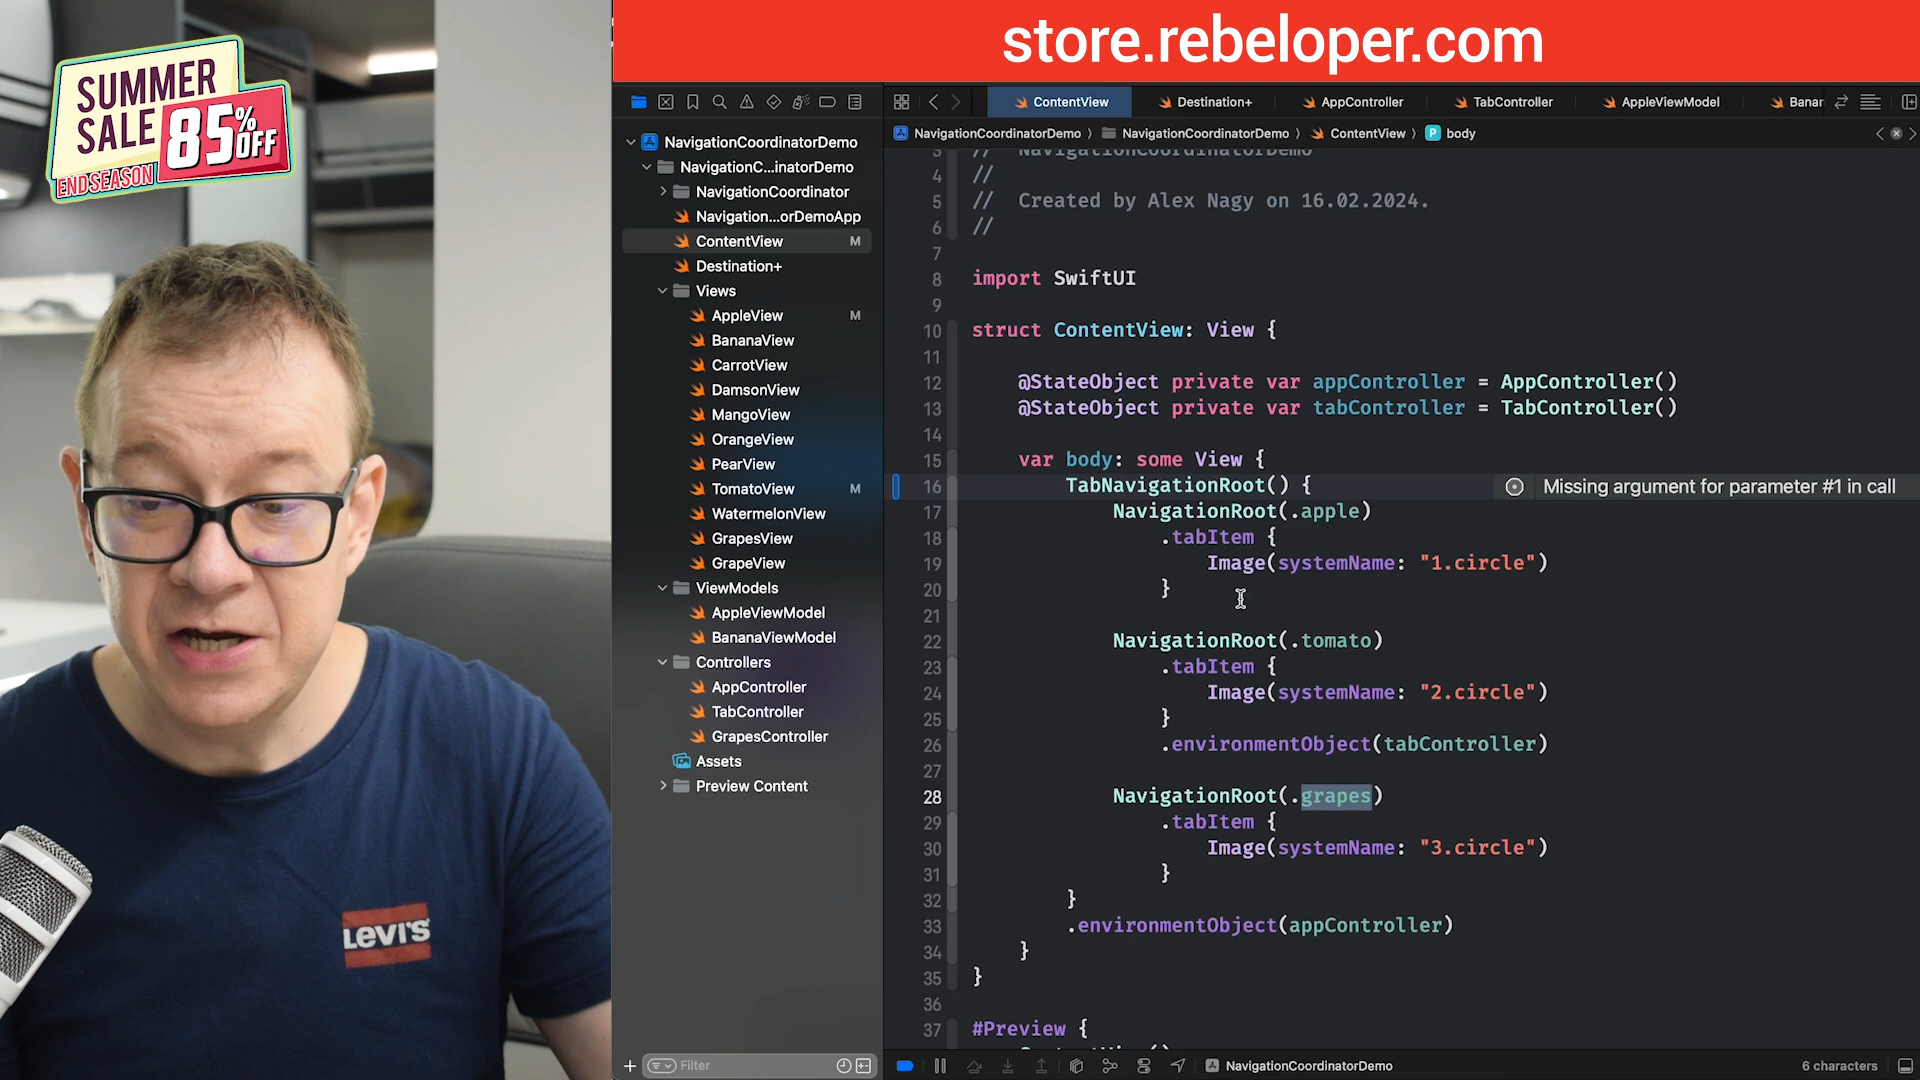 store.rebeloper.com
SUMMER
SALE
85% OFF
END SEASON
LEVI'S
NavigationCoordinatorDemo
NavigationC...inatorDemo
NavigationCoordinator
Navigation...orDemoApp
ContentView M
Destination+
Views
AppleView M
BananaView
CarrotView
DamsonView
MangoView
OrangeView
PearView
TomatoView M
WatermelonView
GrapesView
GrapeView
ViewModels
AppleViewModel
BananaViewModel
Controllers
AppController
TabController
GrapesController
Assets
Preview Content
Filter
ContentView Destination+ AppController TabController AppleViewModel Banar
NavigationCoordinatorDemo NavigationCoordinatorDemo ContentView P body
3 // NavigationCoordinatorDemo
4 //
5 // Created by Alex Nagy on 16.02.2024.
6 //
7
8 import SwiftUI
9
10 struct ContentView: View {
11
12 @StateObject private var appController = AppController()
13 @StateObject private var tabController = TabController()
14
15 var body: some View {
16 TabNavigationRoot() { Missing argument for parameter #1 in call
17 NavigationRoot(.apple)
18 .tabItem {
19 Image(systemName: "1.circle")
20 }
21
22 NavigationRoot(.tomato)
23 .tabItem {
24 Image(systemName: "2.circle")
25 }
26 .environmentObject(tabController)
27
28 NavigationRoot(.grapes)
29 .tabItem {
30 Image(systemName: "3.circle")
31 }
32 }
33 .environmentObject(appController)
34 }
35 }
36
37 #Preview {
NavigationCoordinatorDemo
6 characters